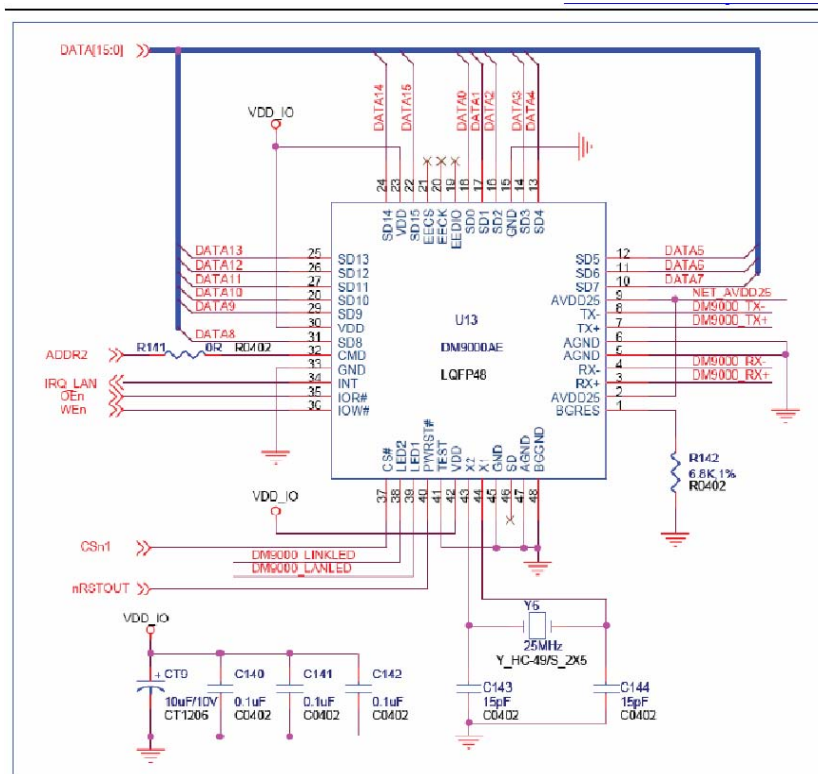 DATA[15:0]
VDD_IO
DATA14
DATA15
DATA0
DATA1
DATA2
DATA3
DATA4
24
23
22
21
20
19
18
17
16
15
14
13
SD14
VDD
SD15
EECS
EECK
EEDIO
SD0
SD1
SD2
GND
SD3
SD4
DATA13 25 SD13
DATA12 26 SD12
DATA11 27 SD11
DATA10 28 SD10
DATA9 29 SD9
30 VDD
DATA8 31 SD8
ADDR2 R141 0R R0402 32 CMD
33 GND
IRQ_LAN 34 INT
OEn 35 IOR#
WEn 36 IOW#
U13
DM9000AE
LQFP48
SD5 12 DATA5
SD6 11 DATA6
SD7 10 DATA7
AVDD25 9 NET_AVDD25
TX- 8 DM9000_TX-
TX+ 7 DM9000_TX+
AGND 6
AGND 5
RX- 4 DM9000_RX-
RX+ 3 DM9000_RX+
AVDD25 2
BGRES 1
CS#
LED2
LED1
PWRST#
TEST
VDD
X2
X1
GND
SD
AGND
BGGND
37
38
39
40
41
42
43
44
45
46
47
48
R142
6.8K,1%
R0402
VDD_IO
CSn1
DM9000_LINKLED
DM9000_LANLED
nRSTOUT
VDD_IO
CT9
10uF/10V
CT1206
C140
0.1uF
C0402
C141
0.1uF
C0402
C142
0.1uF
C0402
Y6
25MHz
Y_HC-49/S_2X5
C143
15pF
C0402
C144
15pF
C0402